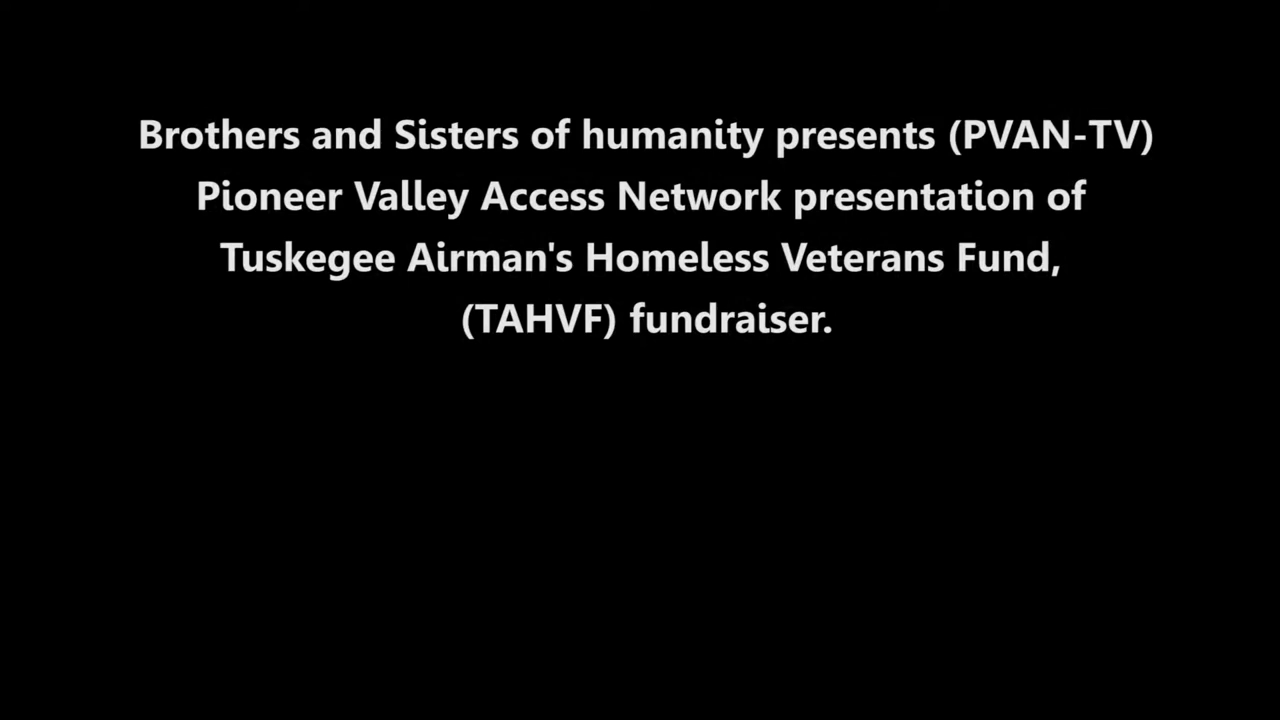 Brothers and Sisters of humanity presents (PVAN-TV)
Pioneer Valley Access Network presentation of
Tuskegee Airman's Homeless Veterans Fund,
(TAHVF) fundraiser.